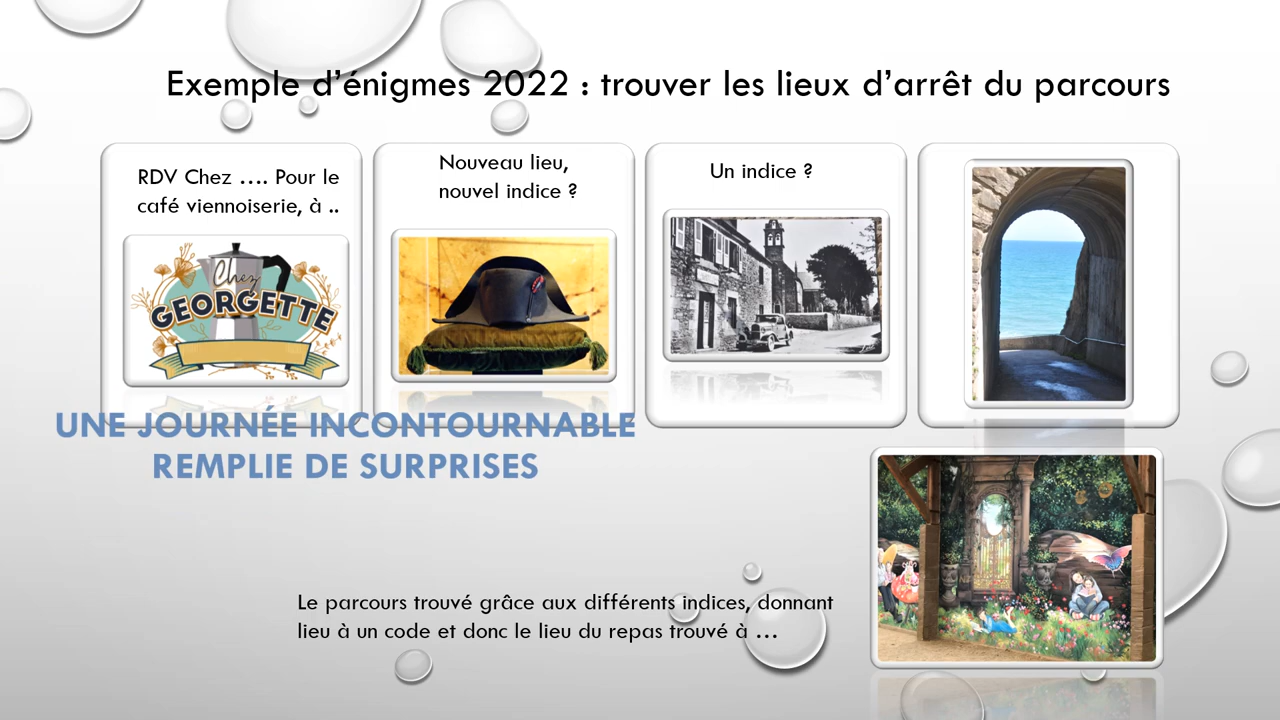 Exemple d’énigmes 2022 : trouver les lieux d’arrêt du parcours
RDV Chez .... Pour le
café viennoiserie, à ..
Chez
GEORGETTE
Nouveau lieu,
nouvel indice ?
Un indice ?
UNE JOURNÉE INCONTOURNABLE
REMPLIE DE SURPRISES
Le parcours trouvé grâce aux différents indices, donnant
lieu à un code et donc le lieu du repas trouvé à ...